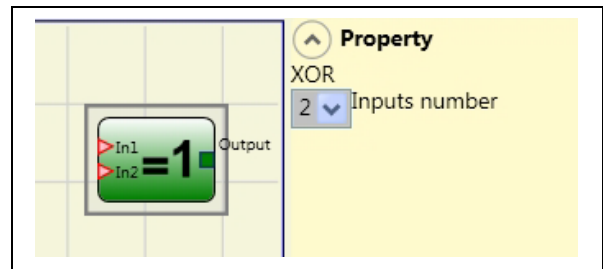 Property
XOR
2 Inputs number
In1
In2
=1
Output